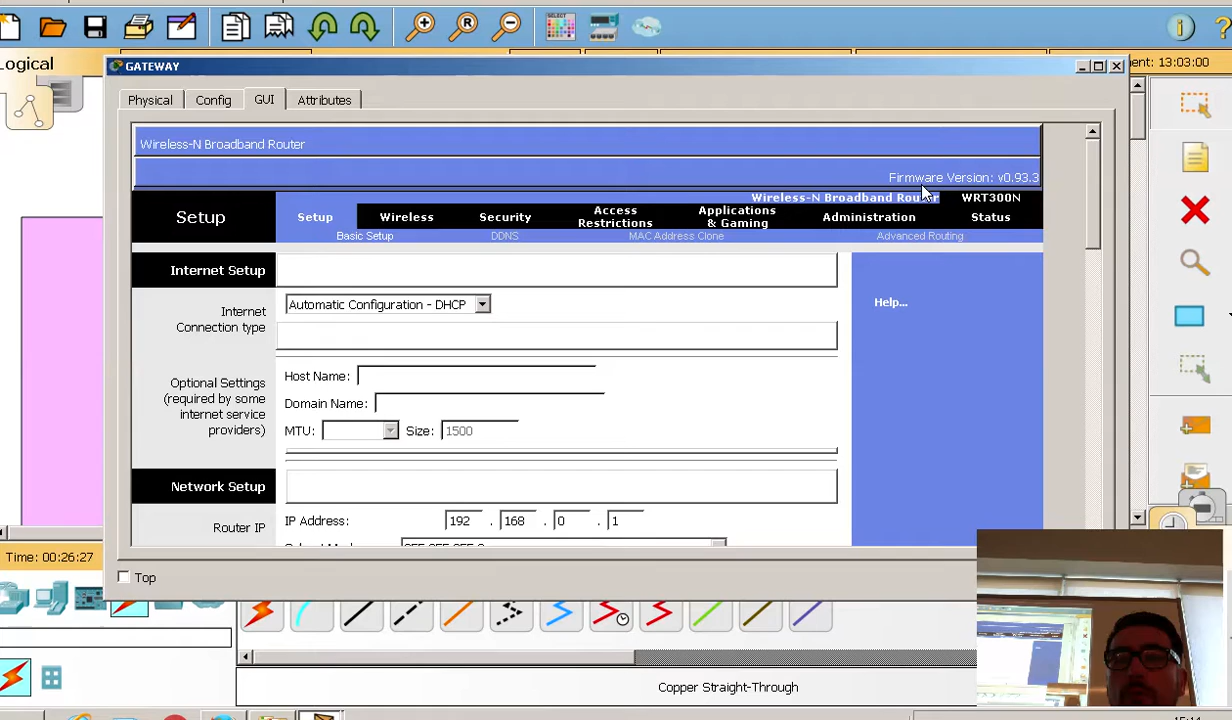 Logical
GATEWAY
ent: 13:03:00
Physical
Config
GUI
Attributes
Wireless-N Broadband Router
Firmware Version: v0.93.3
Wireless-N Broadband Router
WRT300N
Setup
Setup
Wireless
Security
Access
Restrictions
Applications
& Gaming
Administration
Status
Basic Setup
DDNS
MAC Address Clone
Advanced Routing
Internet Setup
Internet
Connection type
Automatic Configuration - DHCP
Help...
Optional Settings
(required by some
internet service
providers)
Host Name:
Domain Name:
MTU:
Size:
1500
Network Setup
Router IP
IP Address:
192 . 168 . 0 . 1
Time: 00:26:27
Top
Copper Straight-Through
SELECT
R
i
?